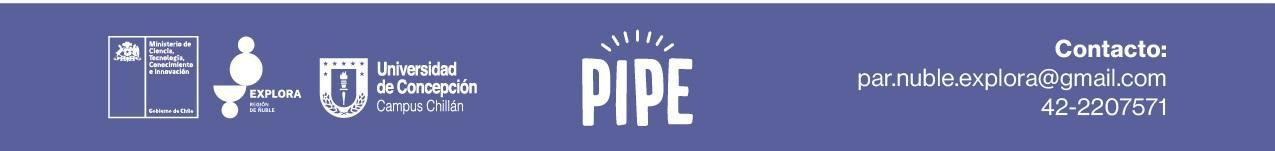 Ministerio de
Ciencia,
Tecnología,
Conocimiento
e Innovación
Gobierno de Chile
EXPLORA
REGIÓN
DE ÑUBLE
Universidad
de Concepción
Campus Chillán
PIPE
Contacto:
par.nuble.explora@gmail.com
42-2207571